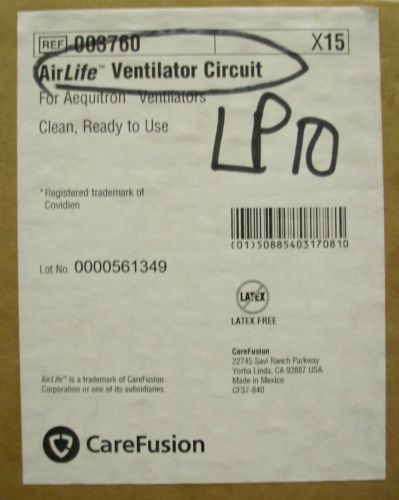 REF 003760 X15
AirLife™ Ventilator Circuit
For Aequitron* Ventilators
LP10
Clean, Ready to Use
*Registered trademark of
Covidien
(01)50885403170810
Lot No. 0000561349
LATEX
LATEX FREE
CareFusion
22745 Savi Ranch Parkway
Yorba Linda, CA 92887 USA
Made in Mexico
CF37-840
AirLife™ is a trademark of CareFusion
Corporation or one of its subsidiaries.
CareFusion